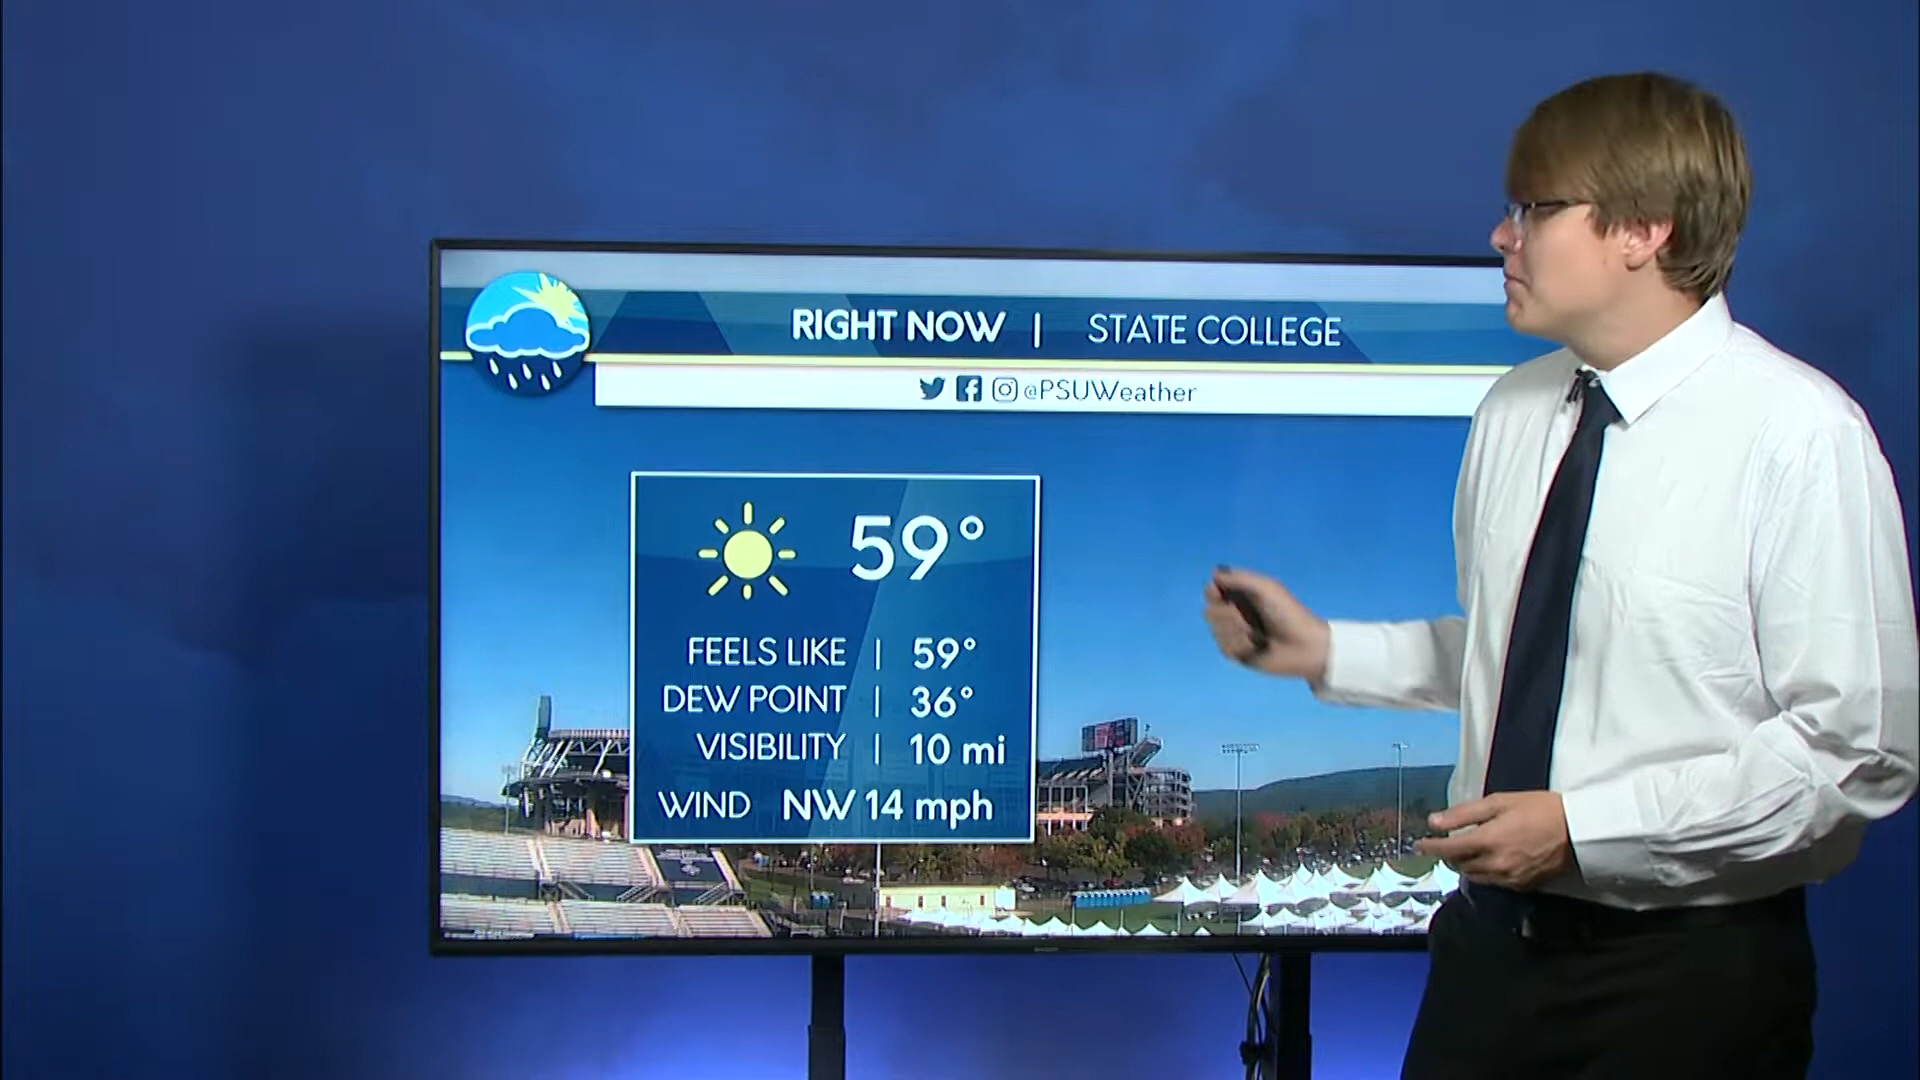 RIGHT NOW | STATE COLLEGE
@PSUWeather
59°
FEELS LIKE | 59°
DEW POINT | 36°
VISIBILITY | 10 mi
WIND NW 14 mph